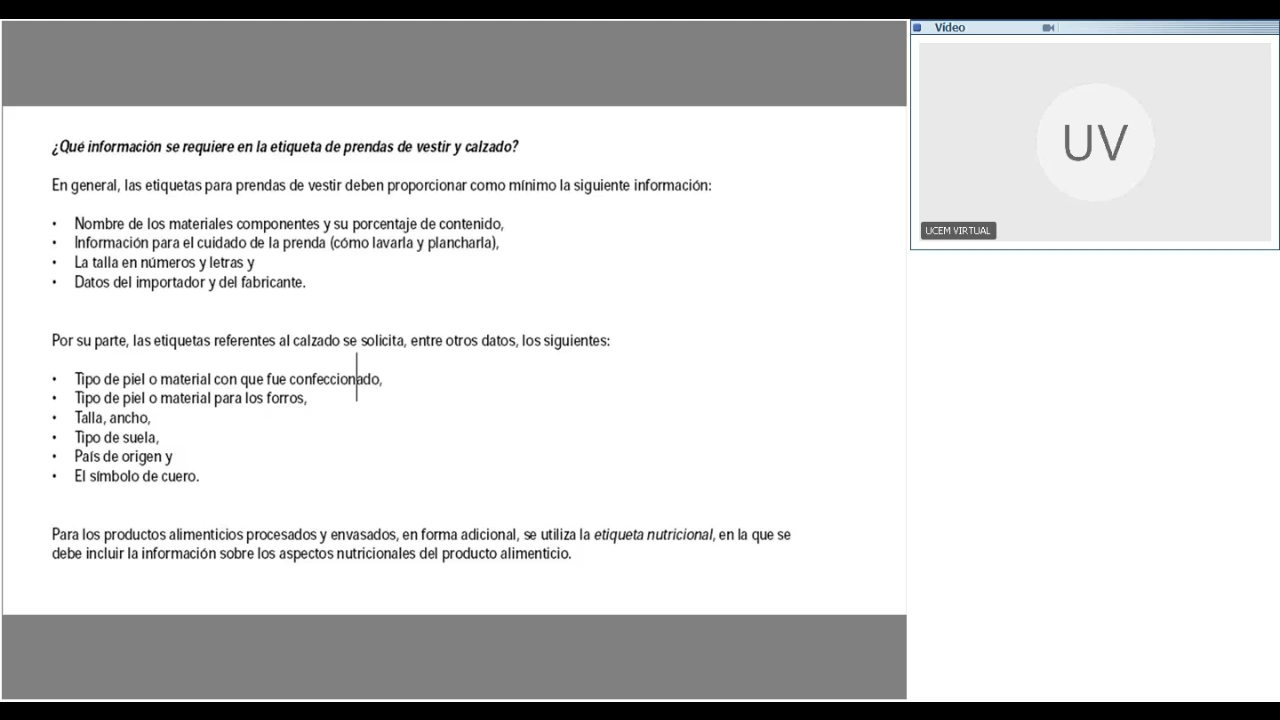 ¿Qué información se requiere en la etiqueta de prendas de vestir y calzado?
En general, las etiquetas para prendas de vestir deben proporcionar como mínimo la siguiente información:
• Nombre de los materiales componentes y su porcentaje de contenido,
• Información para el cuidado de la prenda (cómo lavarla y plancharla),
• La talla en números y letras y
• Datos del importador y del fabricante.
Por su parte, las etiquetas referentes al calzado se solicita, entre otros datos, los siguientes:
• Tipo de piel o material con que fue confeccionado,
• Tipo de piel o material para los forros,
• Talla, ancho,
• Tipo de suela,
• País de origen y
• El símbolo de cuero.
Para los productos alimenticios procesados y envasados, en forma adicional, se utiliza la etiqueta nutricional, en la que se
debe incluir la información sobre los aspectos nutricionales del producto alimenticio.
Vídeo
UV
UCEM VIRTUAL